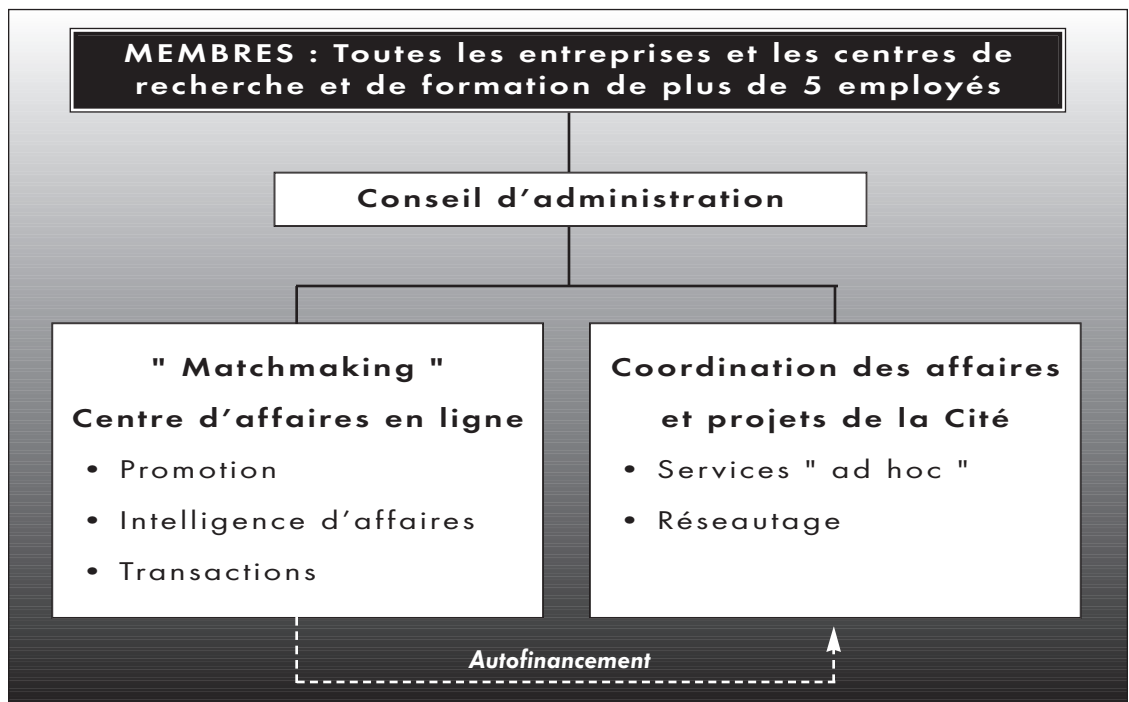 MEMBRES : Toutes les entreprises et les centres de
recherche et de formation de plus de 5 employés
Conseil d'administration
" Matchmaking "
Centre d'affaires en ligne
• Promotion
• Intelligence d'affaires
• Transactions
Coordination des affaires
et projets de la Cité
• Services " ad hoc "
• Réseautage
Autofinancement